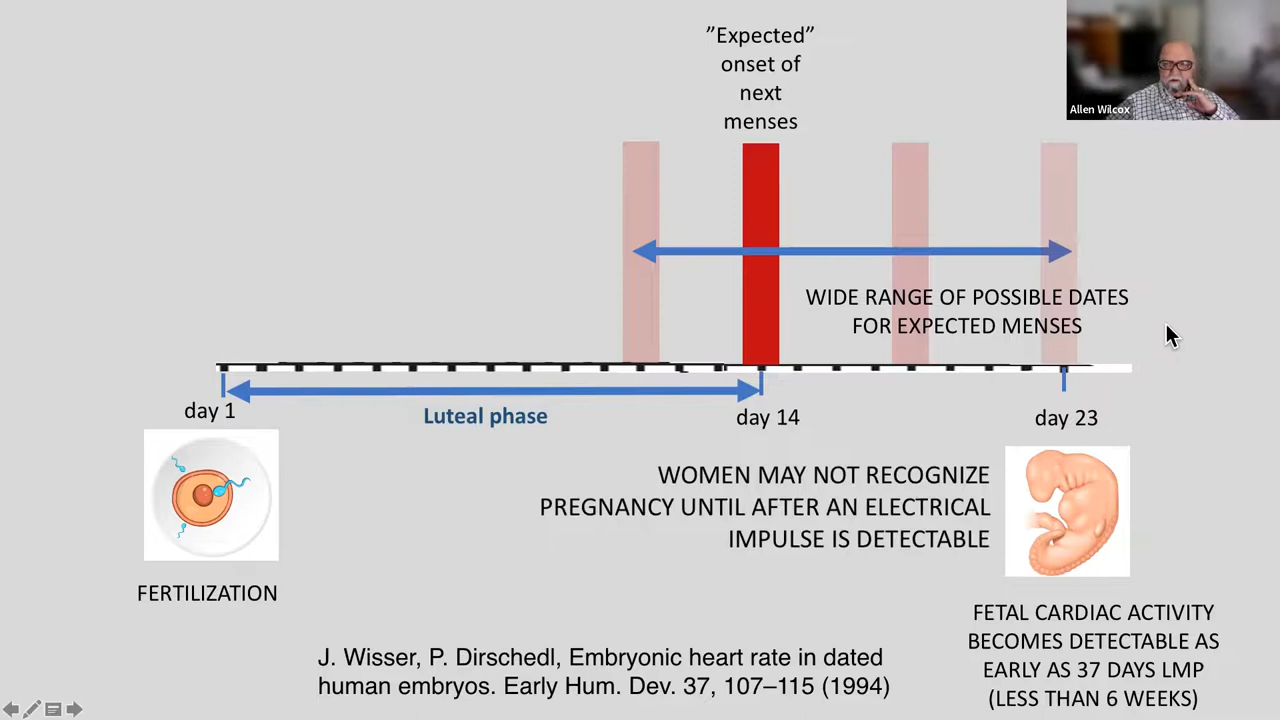 ”Expected”
onset of
next
menses
Allen Wilcox
WIDE RANGE OF POSSIBLE DATES
FOR EXPECTED MENSES
day 1
Luteal phase
day 14
day 23
WOMEN MAY NOT RECOGNIZE
PREGNANCY UNTIL AFTER AN ELECTRICAL
IMPULSE IS DETECTABLE
FERTILIZATION
FETAL CARDIAC ACTIVITY
BECOMES DETECTABLE AS
EARLY AS 37 DAYS LMP
(LESS THAN 6 WEEKS)
J. Wisser, P. Dirschedl, Embryonic heart rate in dated
human embryos. Early Hum. Dev. 37, 107–115 (1994)